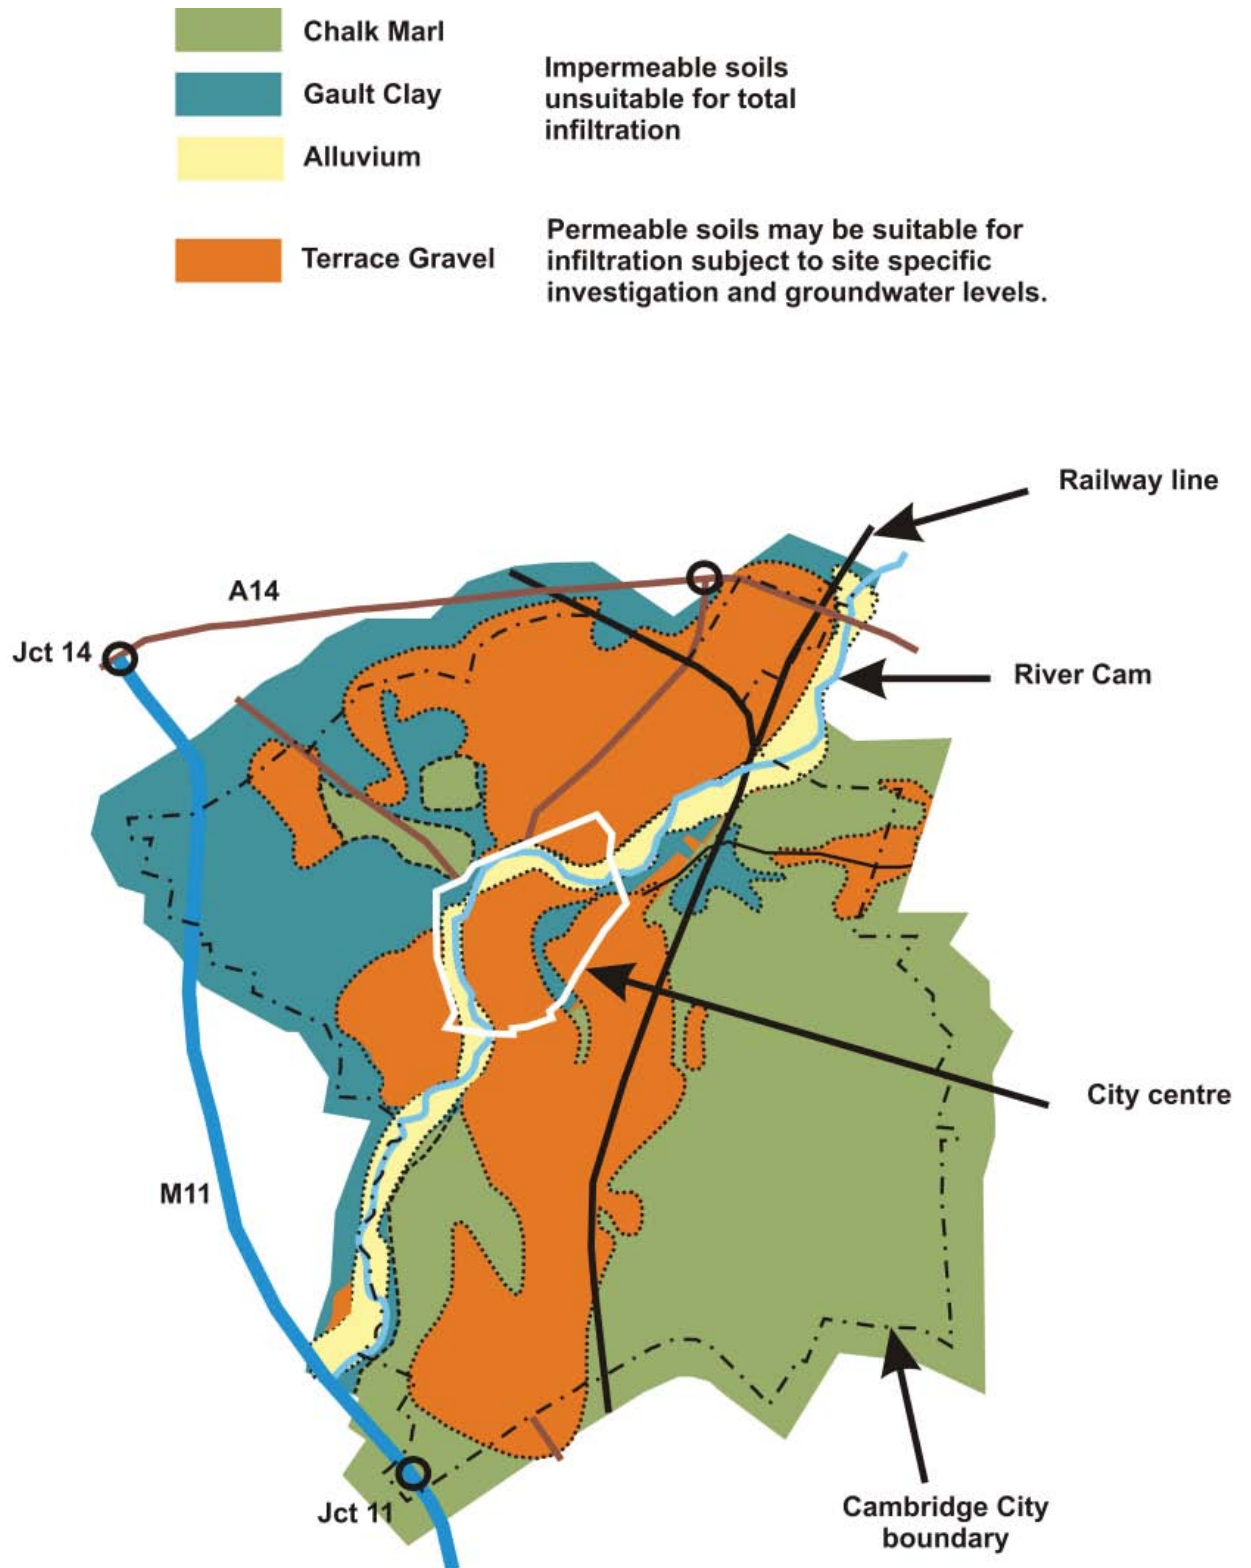 Chalk Marl
Gault Clay
Alluvium
Impermeable soils
unsuitable for total
infiltration
Terrace Gravel
Permeable soils may be suitable for
infiltration subject to site specific
investigation and groundwater levels.
Railway line
A14
Jct 14
River Cam
City centre
M11
Jct 11
Cambridge City
boundary